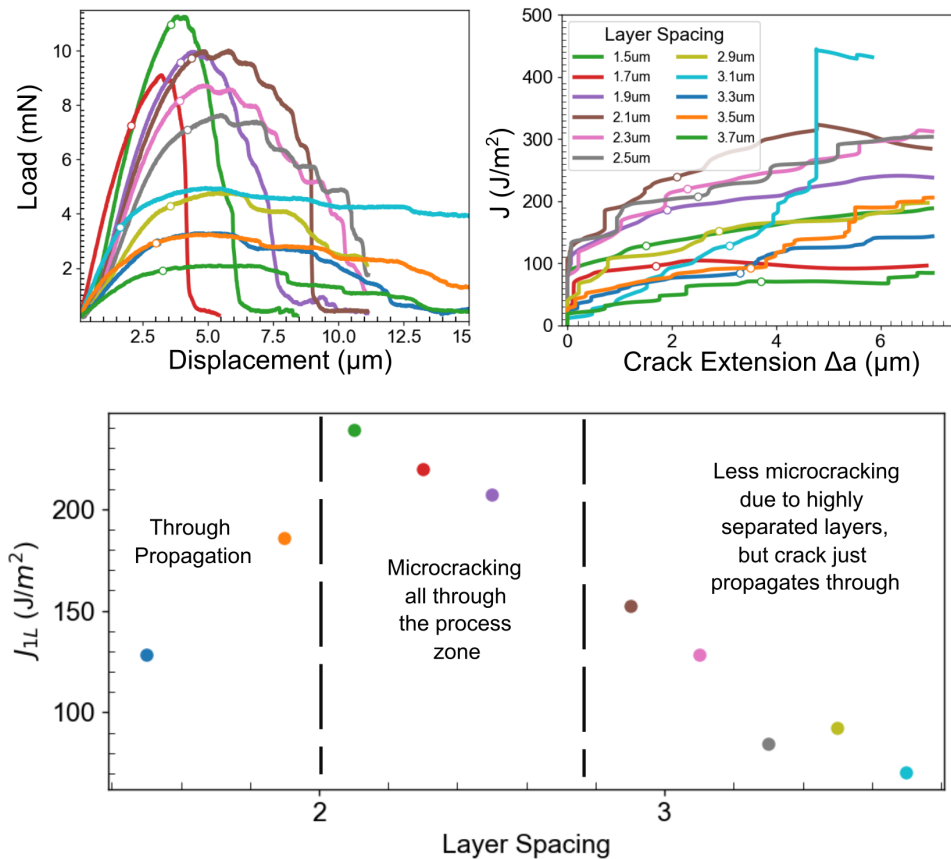 10
8
6
4
2
Load (mN)
2.5
5.0
7.5
10.0
12.5
15
Displacement (μm)
500
400
300
200
100
0
J (J/m²)
0
2
4
6
Crack Extension Δa (μm)
Layer Spacing
1.5um
1.7um
1.9um
2.1um
2.3um
2.5um
2.9um
3.1um
3.3um
3.5um
3.7um
200
150
100
J₁L (J/m²)
Through
Propagation
Microcracking
all through
the process
zone
Less microcracking
due to highly
separated layers,
but crack just
propagates through
2
3
Layer Spacing